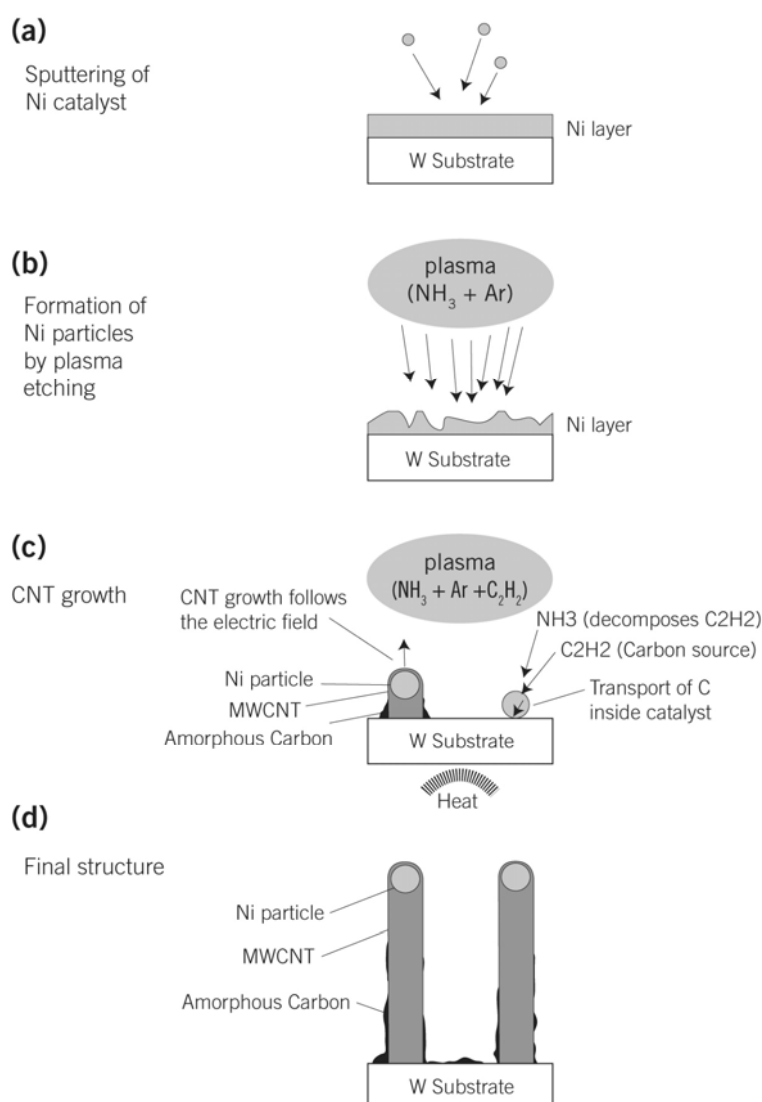 (a)
Sputtering of
Ni catalyst
Ni layer
W Substrate
(b)
Formation of
Ni particles
by plasma
etching
plasma
(NH₃ + Ar)
Ni layer
W Substrate
(c)
CNT growth
plasma
(NH₃ + Ar +C₂H₂)
CNT growth follows
the electric field
Ni particle
MWCNT
Amorphous Carbon
NH3 (decomposes C2H2)
C2H2 (Carbon source)
Transport of C
inside catalyst
W Substrate
Heat
(d)
Final structure
Ni particle
MWCNT
Amorphous Carbon
W Substrate